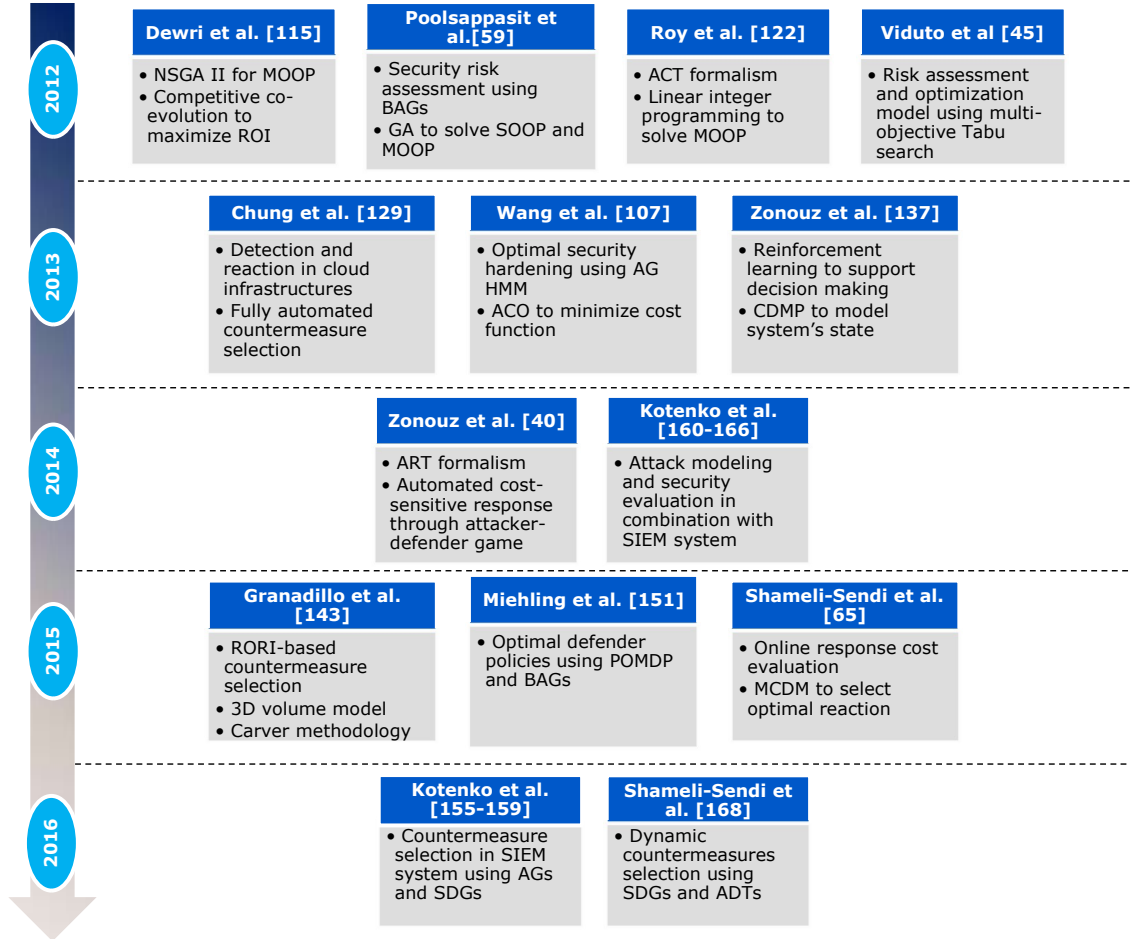 2012
Dewri et al. [115]
• NSGA II for MOOP
• Competitive co-
evolution to
maximize ROI
Poolsappasit et
al.[59]
• Security risk
assessment using
BAGs
• GA to solve SOOP and
MOOP
Roy et al. [122]
• ACT formalism
• Linear integer
programming to
solve MOOP
Viduto et al [45]
• Risk assessment
and optimization
model using multi-
objective Tabu
search
2013
Chung et al. [129]
• Detection and
reaction in cloud
infrastructures
• Fully automated
countermeasure
selection
Wang et al. [107]
• Optimal security
hardening using AG
HMM
• ACO to minimize cost
function
Zonouz et al. [137]
• Reinforcement
learning to support
decision making
• CDMP to model
system’s state
2014
Zonouz et al. [40]
• ART formalism
• Automated cost-
sensitive response
through attacker-
defender game
Kotenko et al.
[160-166]
• Attack modeling
and security
evaluation in
combination with
SIEM system
2015
Granadillo et al.
[143]
• RORI-based
countermeasure
selection
• 3D volume model
• Carver methodology
Miehling et al. [151]
• Optimal defender
policies using POMDP
and BAGs
Shameli-Sendi et al.
[65]
• Online response cost
evaluation
• MCDM to select
optimal reaction
2016
Kotenko et al.
[155-159]
• Countermeasure
selection in SIEM
system using AGs
and SDGs
Shameli-Sendi et
al. [168]
• Dynamic
countermeasures
selection using
SDGs and ADTs